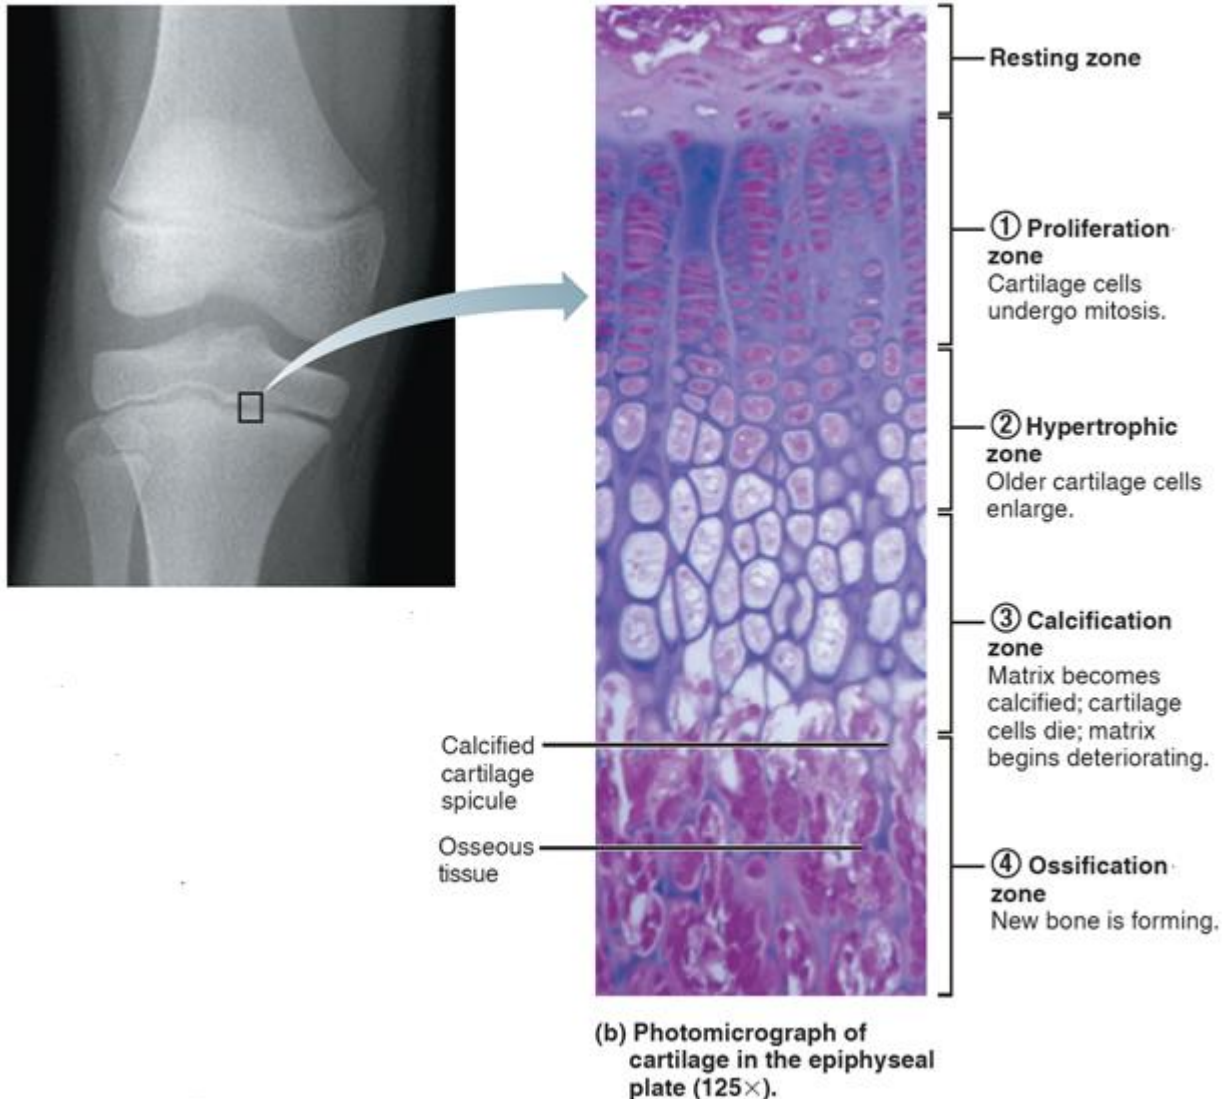 Resting zone
① Proliferation
zone
Cartilage cells
undergo mitosis.
② Hypertrophic
zone
Older cartilage cells
enlarge.
③ Calcification
zone
Matrix becomes
calcified; cartilage
cells die; matrix
begins deteriorating.
Calcified
cartilage
spicule
Osseous
tissue
④ Ossification
zone
New bone is forming.
(b) Photomicrograph of
cartilage in the epiphyseal
plate (125×).